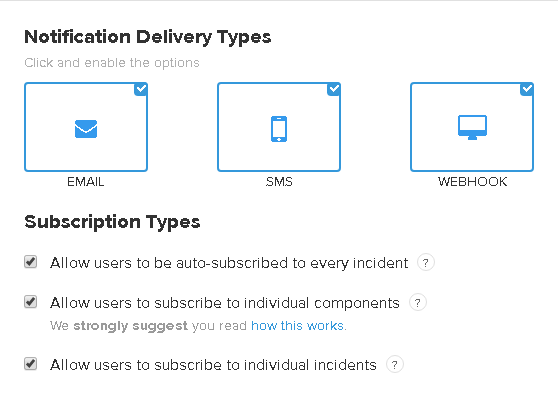 Notification Delivery Types
Click and enable the options
EMAIL SMS WEBHOOK
Subscription Types
Allow users to be auto-subscribed to every incident ?
Allow users to subscribe to individual components ?
We strongly suggest you read how this works.
Allow users to subscribe to individual incidents ?